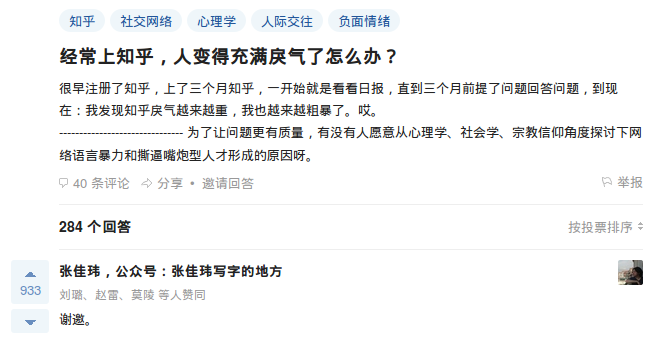 知乎 社交网络 心理学 人际交往 负面情绪
经常上知乎，人变得充满戾气了怎么办？
很早注册了知乎，上了三个月知乎，一开始就是看看日报，直到三个月前提了问题回答问题，到现
在：我发现知乎戾气越来越重，我也越来越粗暴了。哎。
------------------------------- 为了让问题更有质量，有没有人愿意从心理学、社会学、宗教信仰角度探讨下网
络语言暴力和撕逼嘴炮型人才形成的原因呀。
40 条评论 分享 • 邀请回答 举报
284 个回答 按投票排序
张佳玮，公众号：张佳玮写字的地方
933
刘璐、赵雷、莫陵 等人赞同
谢邀。